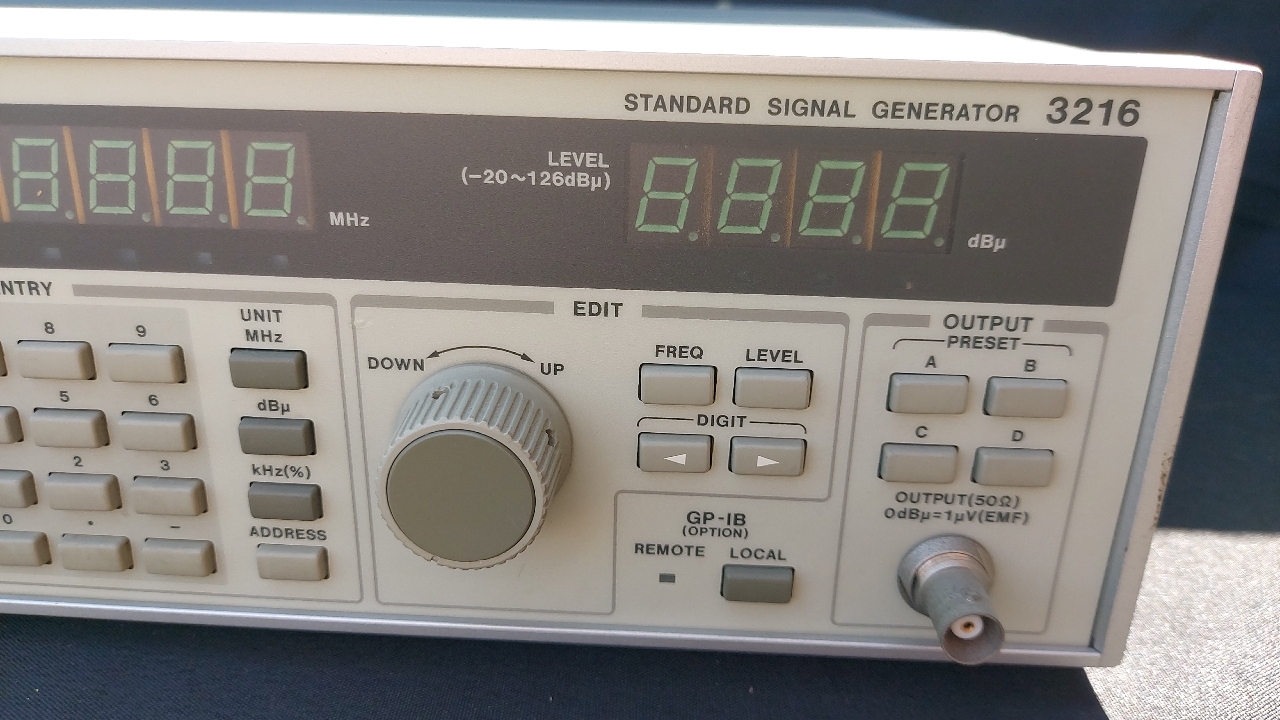 STANDARD SIGNAL GENERATOR 3216
LEVEL
(−20～126dBμ)
MHz
dBμ
NTRY
UNIT
MHz
8 9
dBμ
5 6
kHz(%)
2 3
ADDRESS
0 . −
EDIT
DOWN UP
FREQ LEVEL
DIGIT
◄ ►
GP-IB
(OPTION)
REMOTE LOCAL
OUTPUT
PRESET
A B
C D
OUTPUT(50Ω)
0dBμ=1μV(EMF)